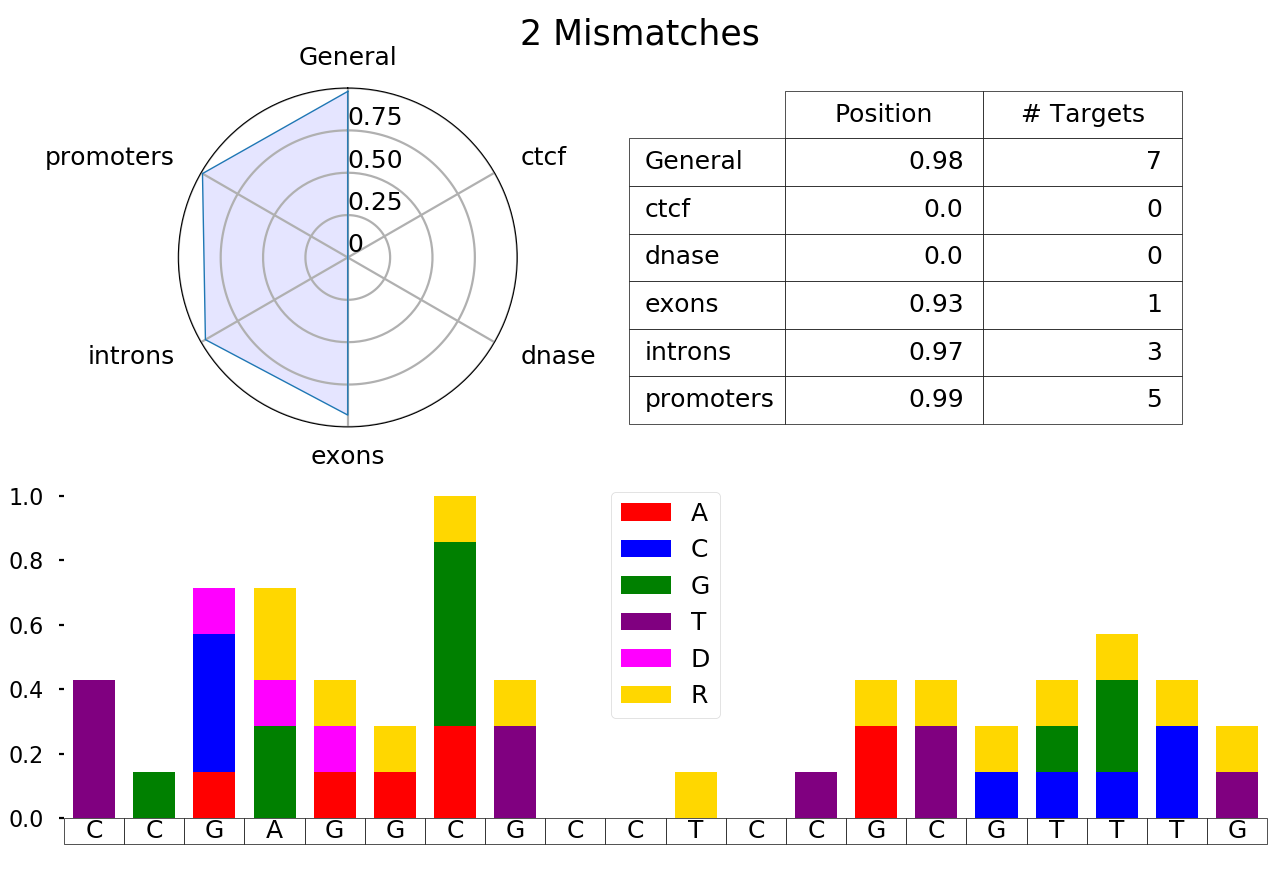 2 Mismatches
General
promoters
ctcf
introns
dnase
exons
0.75
0.50
0.25
0
Position # Targets
General 0.98 7
ctcf 0.0 0
dnase 0.0 0
exons 0.93 1
introns 0.97 3
promoters 0.99 5
1.0
0.8
0.6
0.4
0.2
0.0
A
C
G
T
D
R
C C G A G G C G C C T C C G C G T T T G